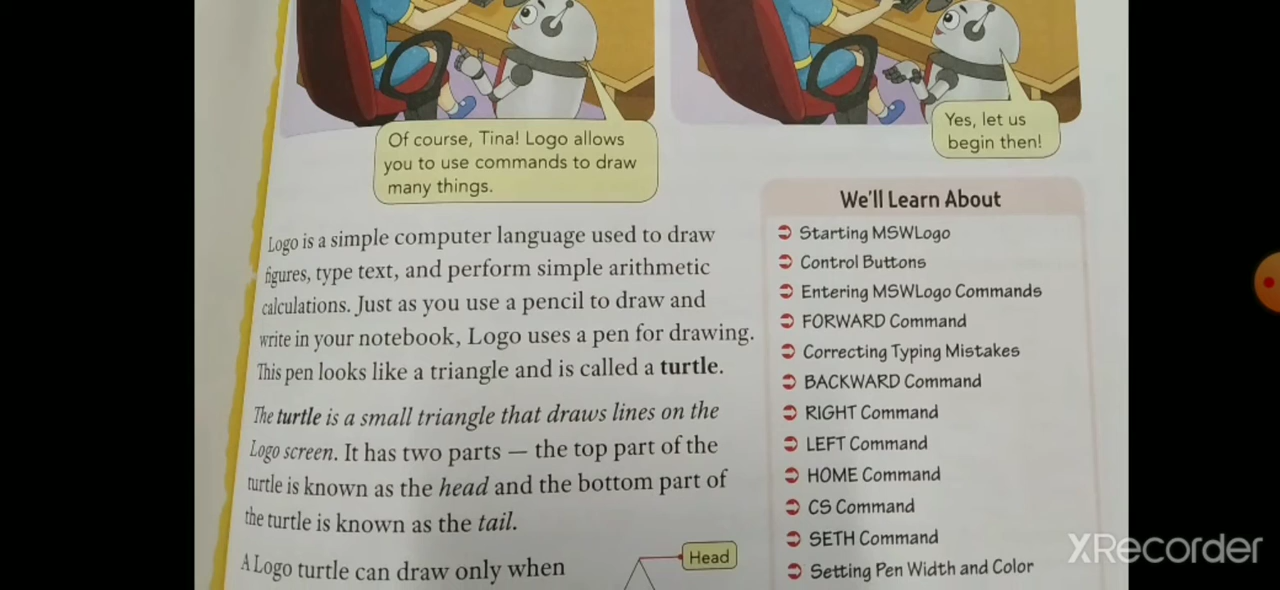 Of course, Tina! Logo allows
you to use commands to draw
many things.
Yes, let us
begin then!
Logo is a simple computer language used to draw
figures, type text, and perform simple arithmetic
calculations. Just as you use a pencil to draw and
write in your notebook, Logo uses a pen for drawing.
This pen looks like a triangle and is called a turtle.
The turtle is a small triangle that draws lines on the
Logo screen. It has two parts — the top part of the
turtle is known as the head and the bottom part of
the turtle is known as the tail.
A Logo turtle can draw only when
Head
We'll Learn About
Starting MSWLogo
Control Buttons
Entering MSWLogo Commands
FORWARD Command
Correcting Typing Mistakes
BACKWARD Command
RIGHT Command
LEFT Command
HOME Command
CS Command
SETH Command
Setting Pen Width and Color
XRecorder